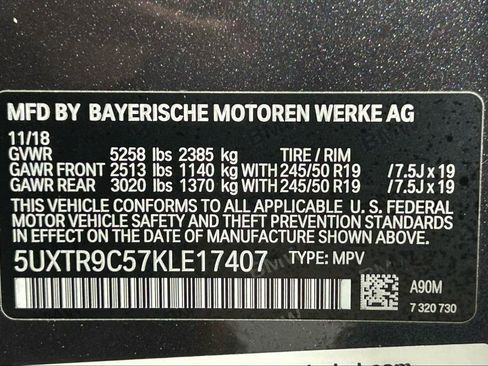 MFD BY BAYERISCHE MOTOREN WERKE AG
11/18
GVWR 5258 lbs 2385 kg TIRE / RIM
GAWR FRONT 2513 lbs 1140 kg WITH 245/50 R19 /7.5J x 19
GAWR REAR 3020 lbs 1370 kg WITH 245/50 R19 /7.5J x 19
THIS VEHICLE CONFORMS TO ALL APPLICABLE U. S. FEDERAL
MOTOR VEHICLE SAFETY AND THEFT PREVENTION STANDARDS
IN EFFECT ON THE DATE OF MANUFACTURE SHOWN ABOVE.
5UXTR9C57KLE17407 TYPE: MPV
A90M
7 320 730